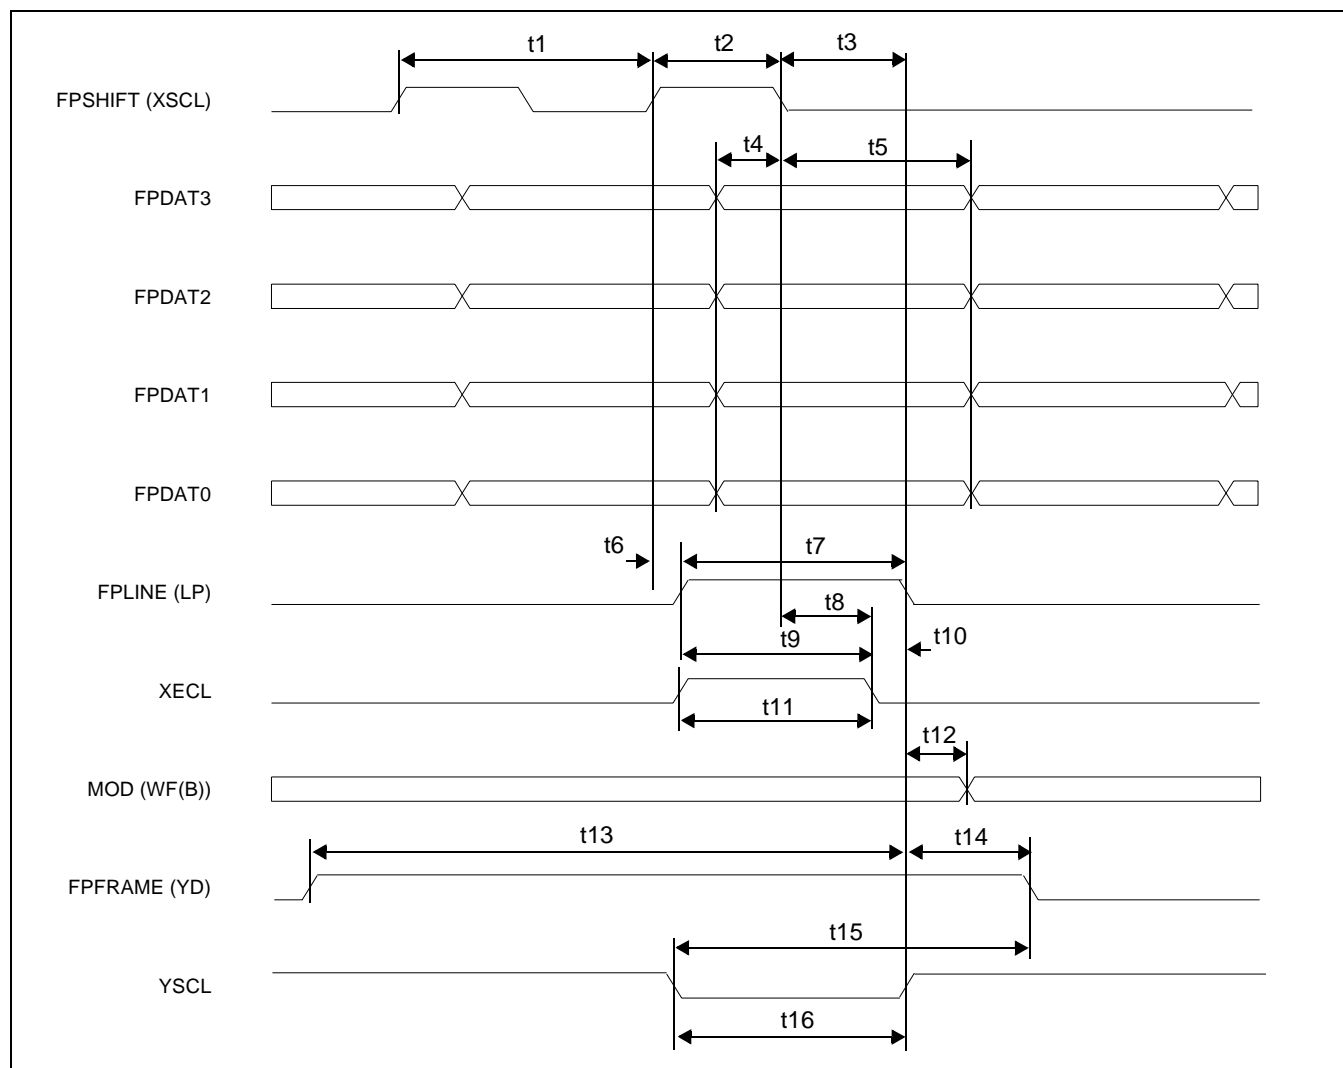 t1 t2 t3
FPSHIFT (XSCL)
t4 t5
FPDAT3
FPDAT2
FPDAT1
FPDAT0
t6 t7
FPLINE (LP)
t8
t9 t10
XECL
t11
t12
MOD (WF(B))
t13 t14
FPFRAME (YD)
t15
YSCL
t16